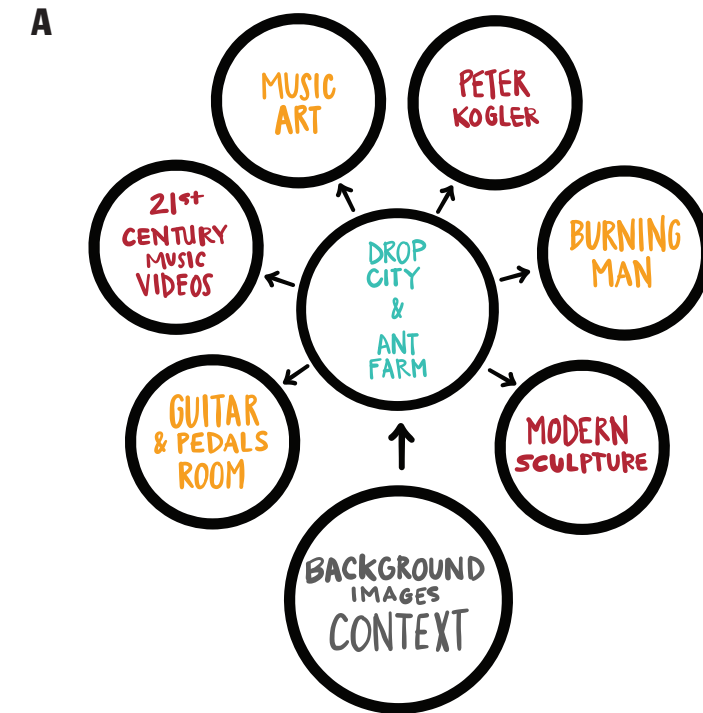 A
MUSIC
ART
PETER
KOGLER
21st
CENTURY
MUSIC
VIDEOS
DROP
CITY
&
ANT
FARM
BURNING
MAN
GUITAR
& PEDALS
ROOM
MODERN
SCULPTURE
BACKGROUND
IMAGES
CONTEXT